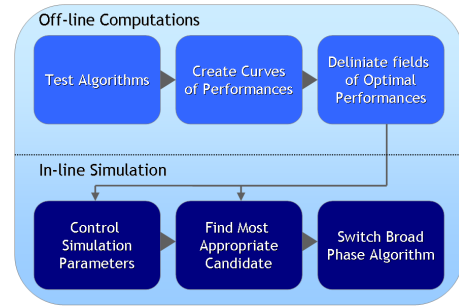 Off-line Computations
Test Algorithms
Create Curves
of Performances
Deliniate fields
of Optimal
Performances
In-line Simulation
Control
Simulation
Parameters
Find Most
Appropriate
Candidate
Switch Broad
Phase Algorithm